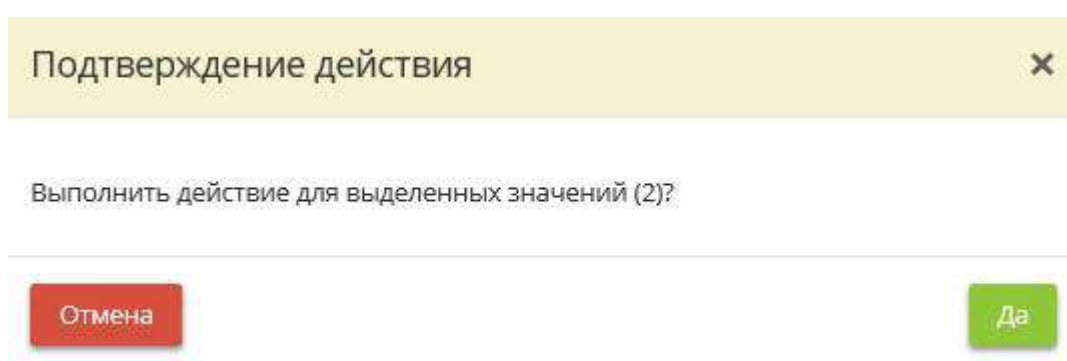 Подтверждение действия
Выполнить действие для выделенных значений (2)?
Отмена
Да